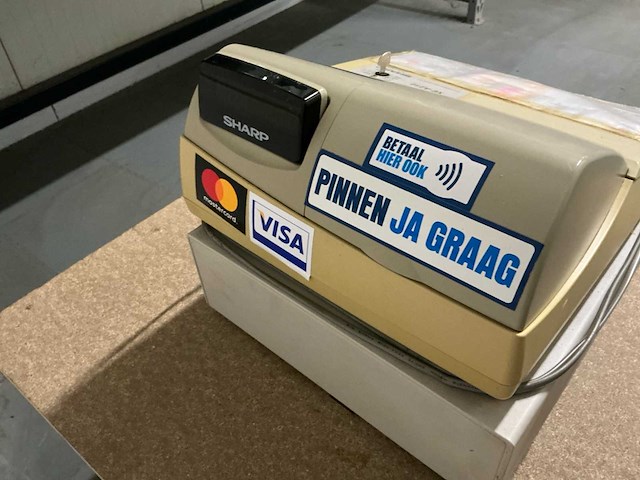 SHARP
BETAAL
HIER OOK
PINNEN JA GRAAG
mastercard
VISA